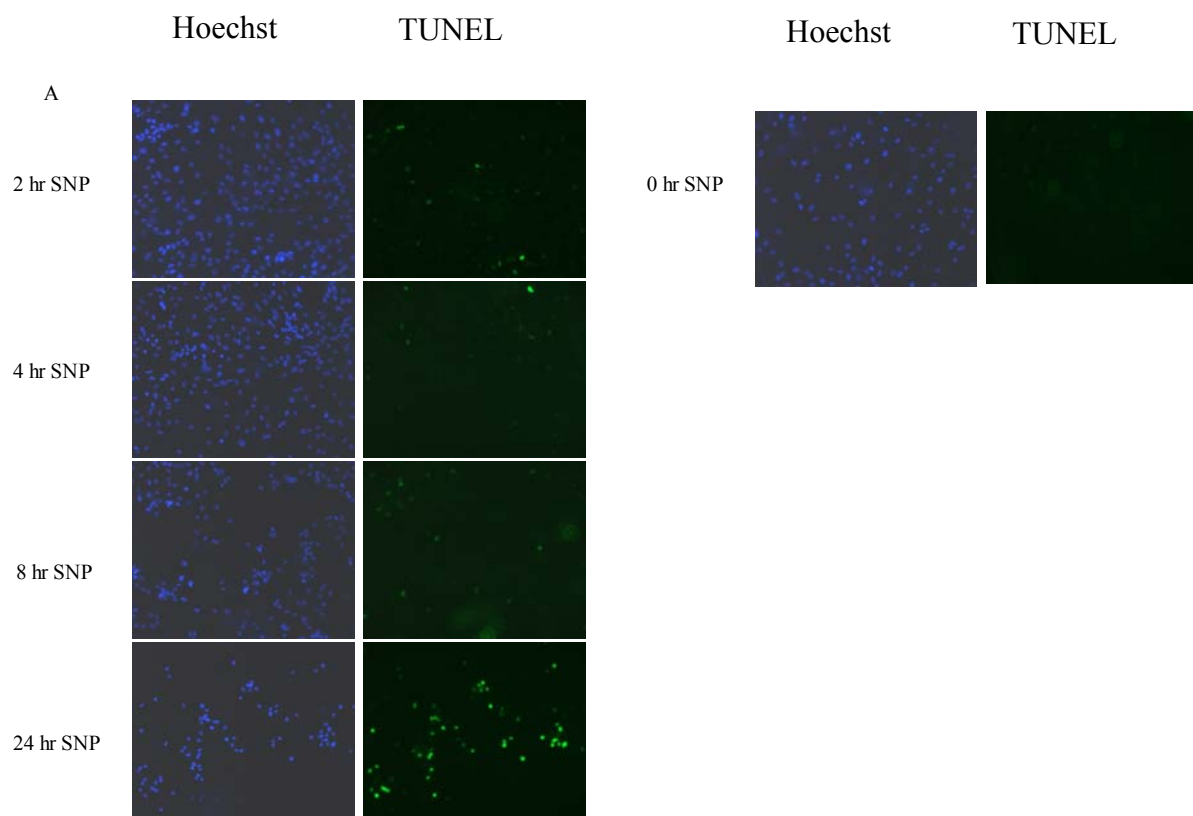 Hoechst TUNEL
A
2 hr SNP
4 hr SNP
8 hr SNP
24 hr SNP
Hoechst TUNEL
0 hr SNP